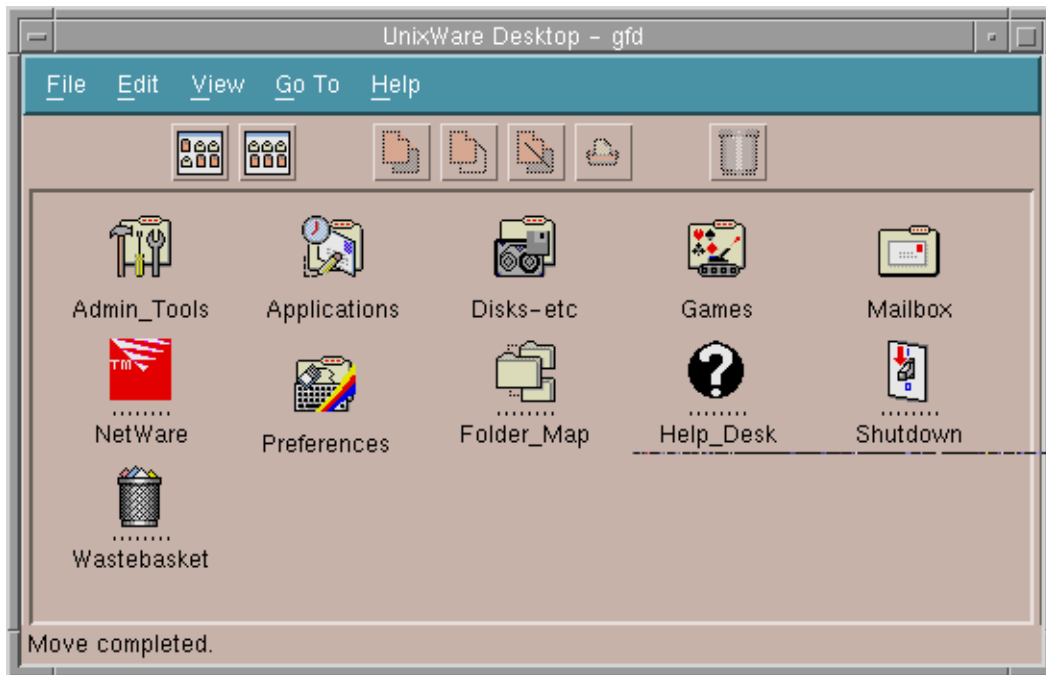 UnixWare Desktop - gfd
File Edit View Go To Help
Admin_Tools Applications Disks-etc Games Mailbox
TM
NetWare Preferences Folder_Map Help_Desk Shutdown
Wastebasket
Move completed.